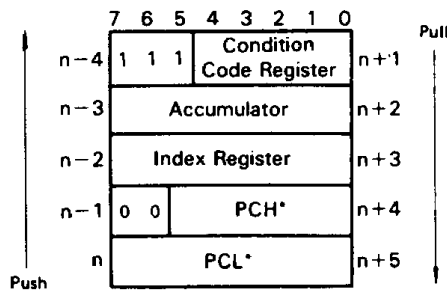 7 6 5 4 3 2 1 0
Pull
n-4 1 1 1 Condition Code Register n+1
n-3 Accumulator n+2
n-2 Index Register n+3
n-1 0 0 PCH* n+4
n PCL* n+5
Push